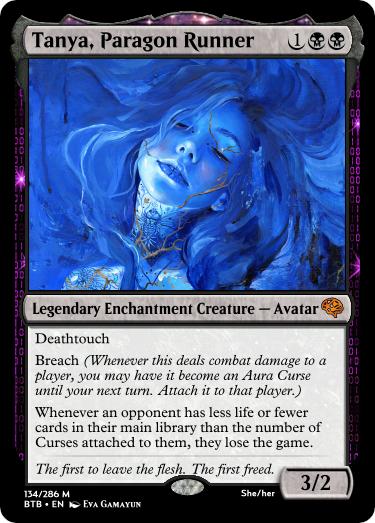 Tanya, Paragon Runner 1
Legendary Enchantment Creature — Avatar
Deathtouch
Breach (Whenever this deals combat damage to a
player, you may have it become an Aura Curse
until your next turn. Attach it to that player.)
Whenever an opponent has less life or fewer
cards in their main library than the number of
Curses attached to them, they lose the game.
The first to leave the flesh. The first freed.
3/2
134/286 M
She/her
BTB • EN Eva Gamayun